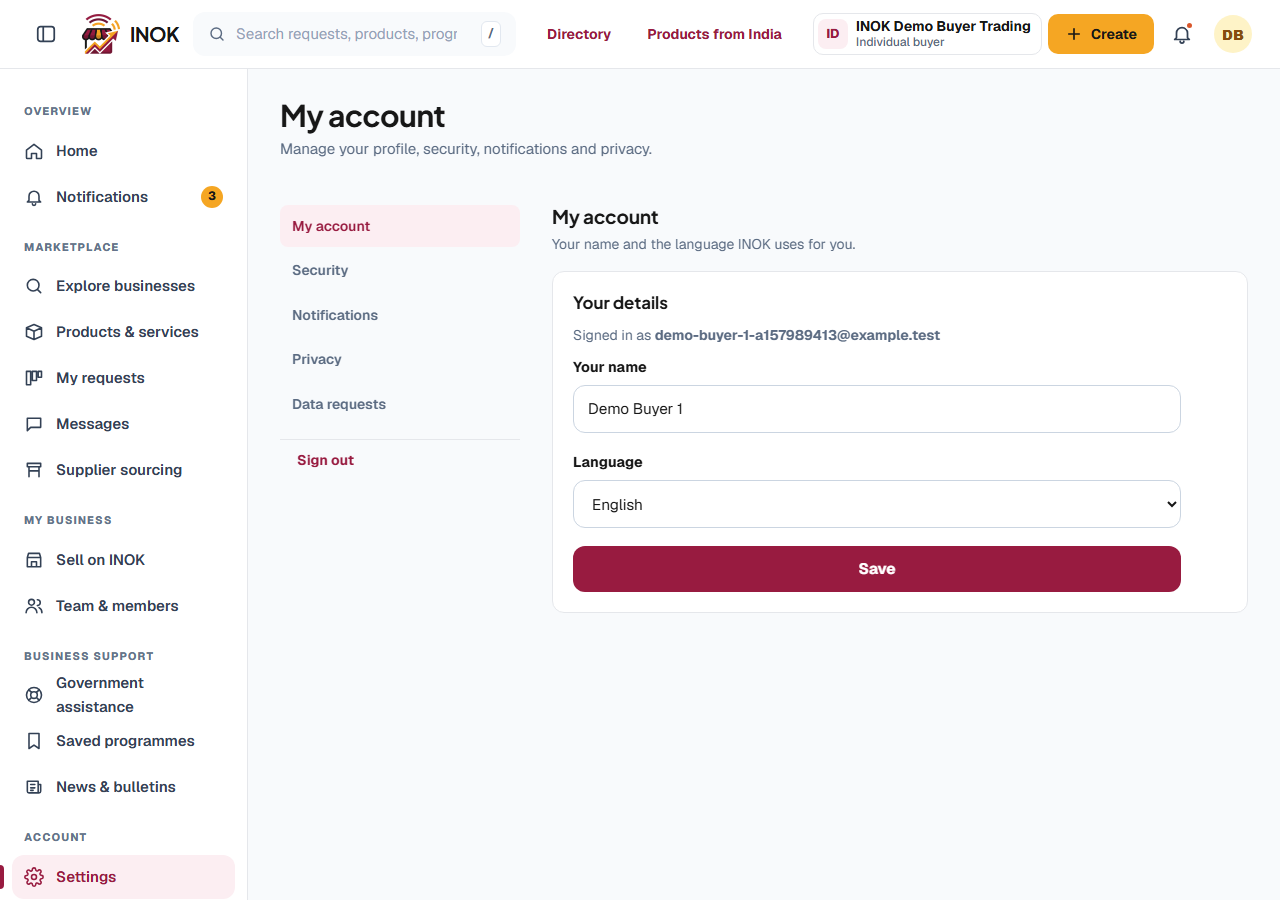 INOK
Search requests, products, progr
/
Directory
Products from India
ID
INOK Demo Buyer Trading
Individual buyer
Create
DB
OVERVIEW
Home
Notifications
3
MARKETPLACE
Explore businesses
Products & services
My requests
Messages
Supplier sourcing
MY BUSINESS
Sell on INOK
Team & members
BUSINESS SUPPORT
Government
assistance
Saved programmes
News & bulletins
ACCOUNT
Settings
My account
Manage your profile, security, notifications and privacy.
My account
Security
Notifications
Privacy
Data requests
Sign out
My account
Your name and the language INOK uses for you.
Your details
Signed in as demo-buyer-1-a157989413@example.test
Your name
Demo Buyer 1
Language
English
Save